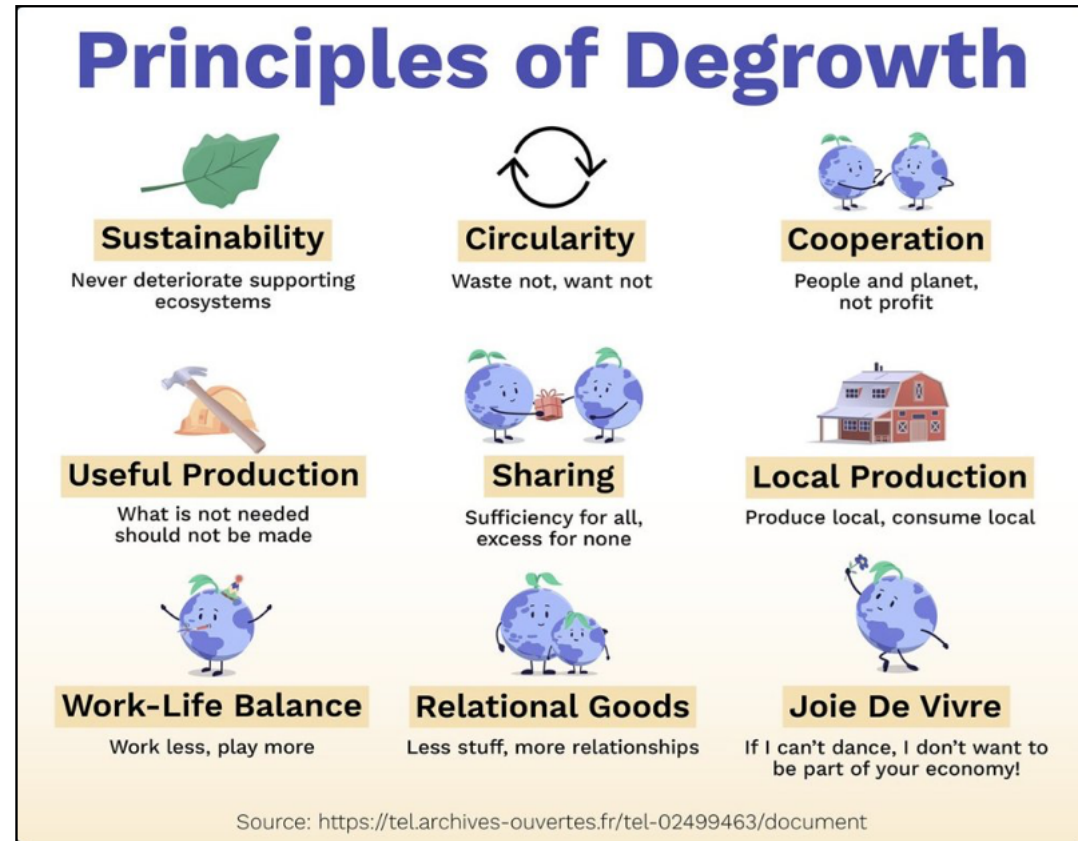 Principles of Degrowth
Sustainability
Never deteriorate supporting
ecosystems
Circularity
Waste not, want not
Cooperation
People and planet,
not profit
Useful Production
What is not needed
should not be made
Sharing
Sufficiency for all,
excess for none
Local Production
Produce local, consume local
Work-Life Balance
Work less, play more
Relational Goods
Less stuff, more relationships
Joie De Vivre
If I can’t dance, I don’t want to
be part of your economy!
Source: https://tel.archives-ouvertes.fr/tel-02499463/document